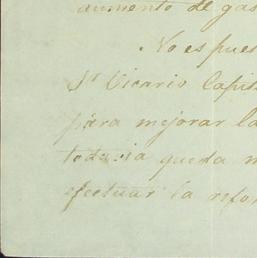 aumento de gas
No es pues
Sr Vicario Capit
para mejorar la
todavia queda m
efectuar la refor